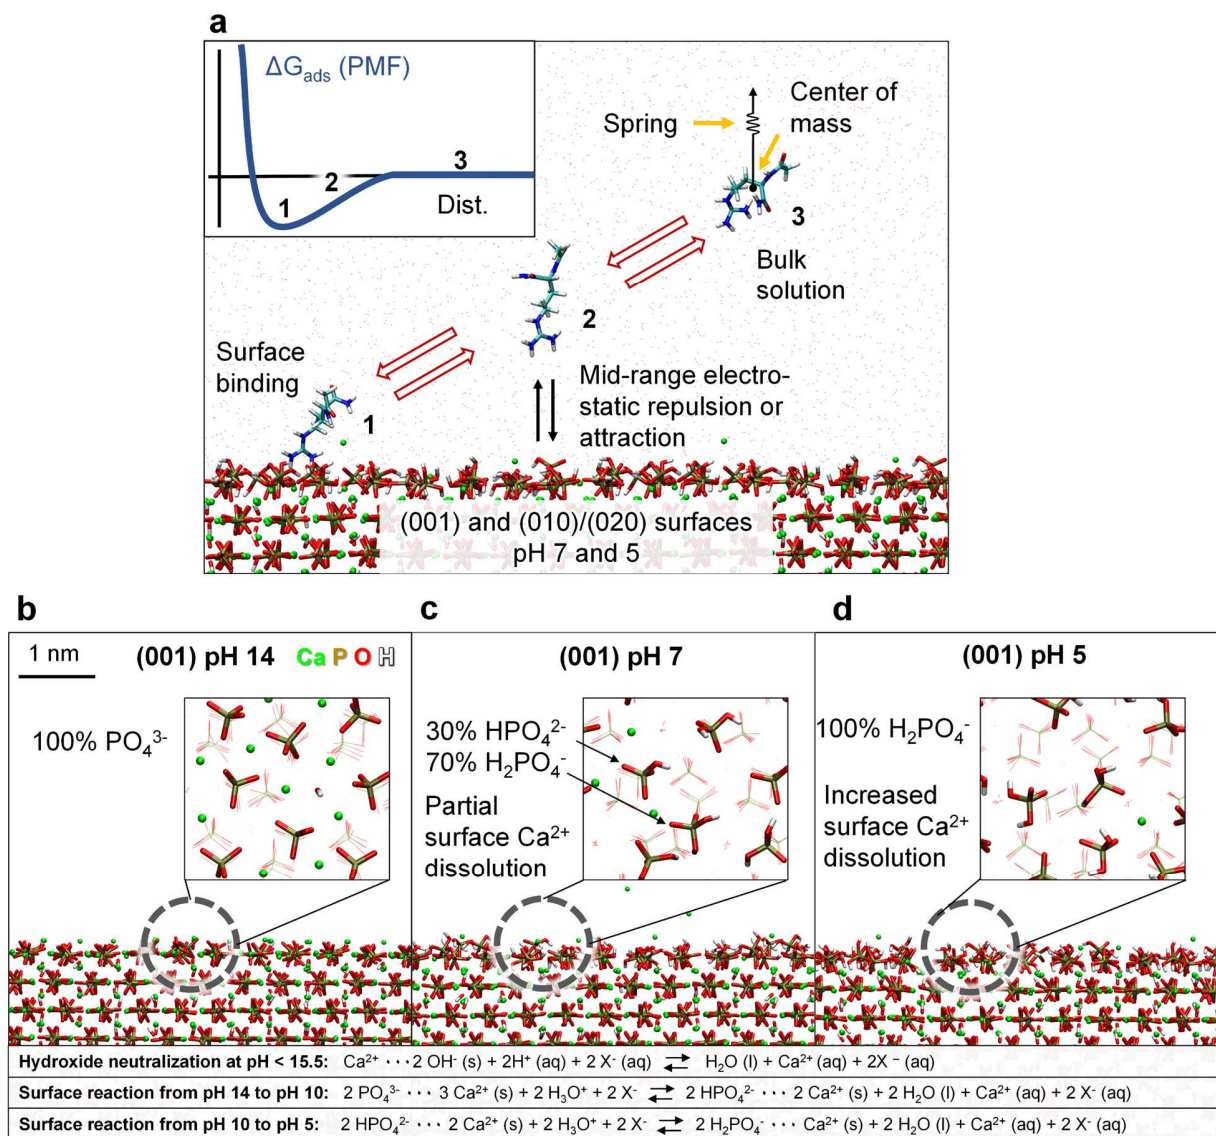 a
ΔG_ads (PMF)
1
2
3
Dist.
Spring
Center of
mass
3
Bulk
solution
2
Surface
binding
1
Mid-range electro-
static repulsion or
attraction
(001) and (010)/(020) surfaces
pH 7 and 5
b
1 nm
(001) pH 14
Ca P O H
100% PO₄³⁻
c
(001) pH 7
30% HPO₄²⁻
70% H₂PO₄⁻
Partial
surface Ca²⁺
dissolution
d
(001) pH 5
100% H₂PO₄⁻
Increased
surface Ca²⁺
dissolution
Hydroxide neutralization at pH < 15.5: Ca²⁺ ⋯ 2 OH⁻ (s) + 2H⁺ (aq) + 2 X⁻ (aq) ⇌ H₂O (l) + Ca²⁺ (aq) + 2X⁻ (aq)
Surface reaction from pH 14 to pH 10: 2 PO₄³⁻ ⋯ 3 Ca²⁺ (s) + 2 H₃O⁺ + 2 X⁻ ⇌ 2 HPO₄²⁻ ⋯ 2 Ca²⁺ (s) + 2 H₂O (l) + Ca²⁺ (aq) + 2 X⁻ (aq)
Surface reaction from pH 10 to pH 5: 2 HPO₄²⁻ ⋯ 2 Ca²⁺ (s) + 2 H₃O⁺ + 2 X⁻ ⇌ 2 H₂PO₄⁻ ⋯ Ca²⁺ (s) + 2 H₂O (l) + Ca²⁺ (aq) + 2 X⁻ (aq)